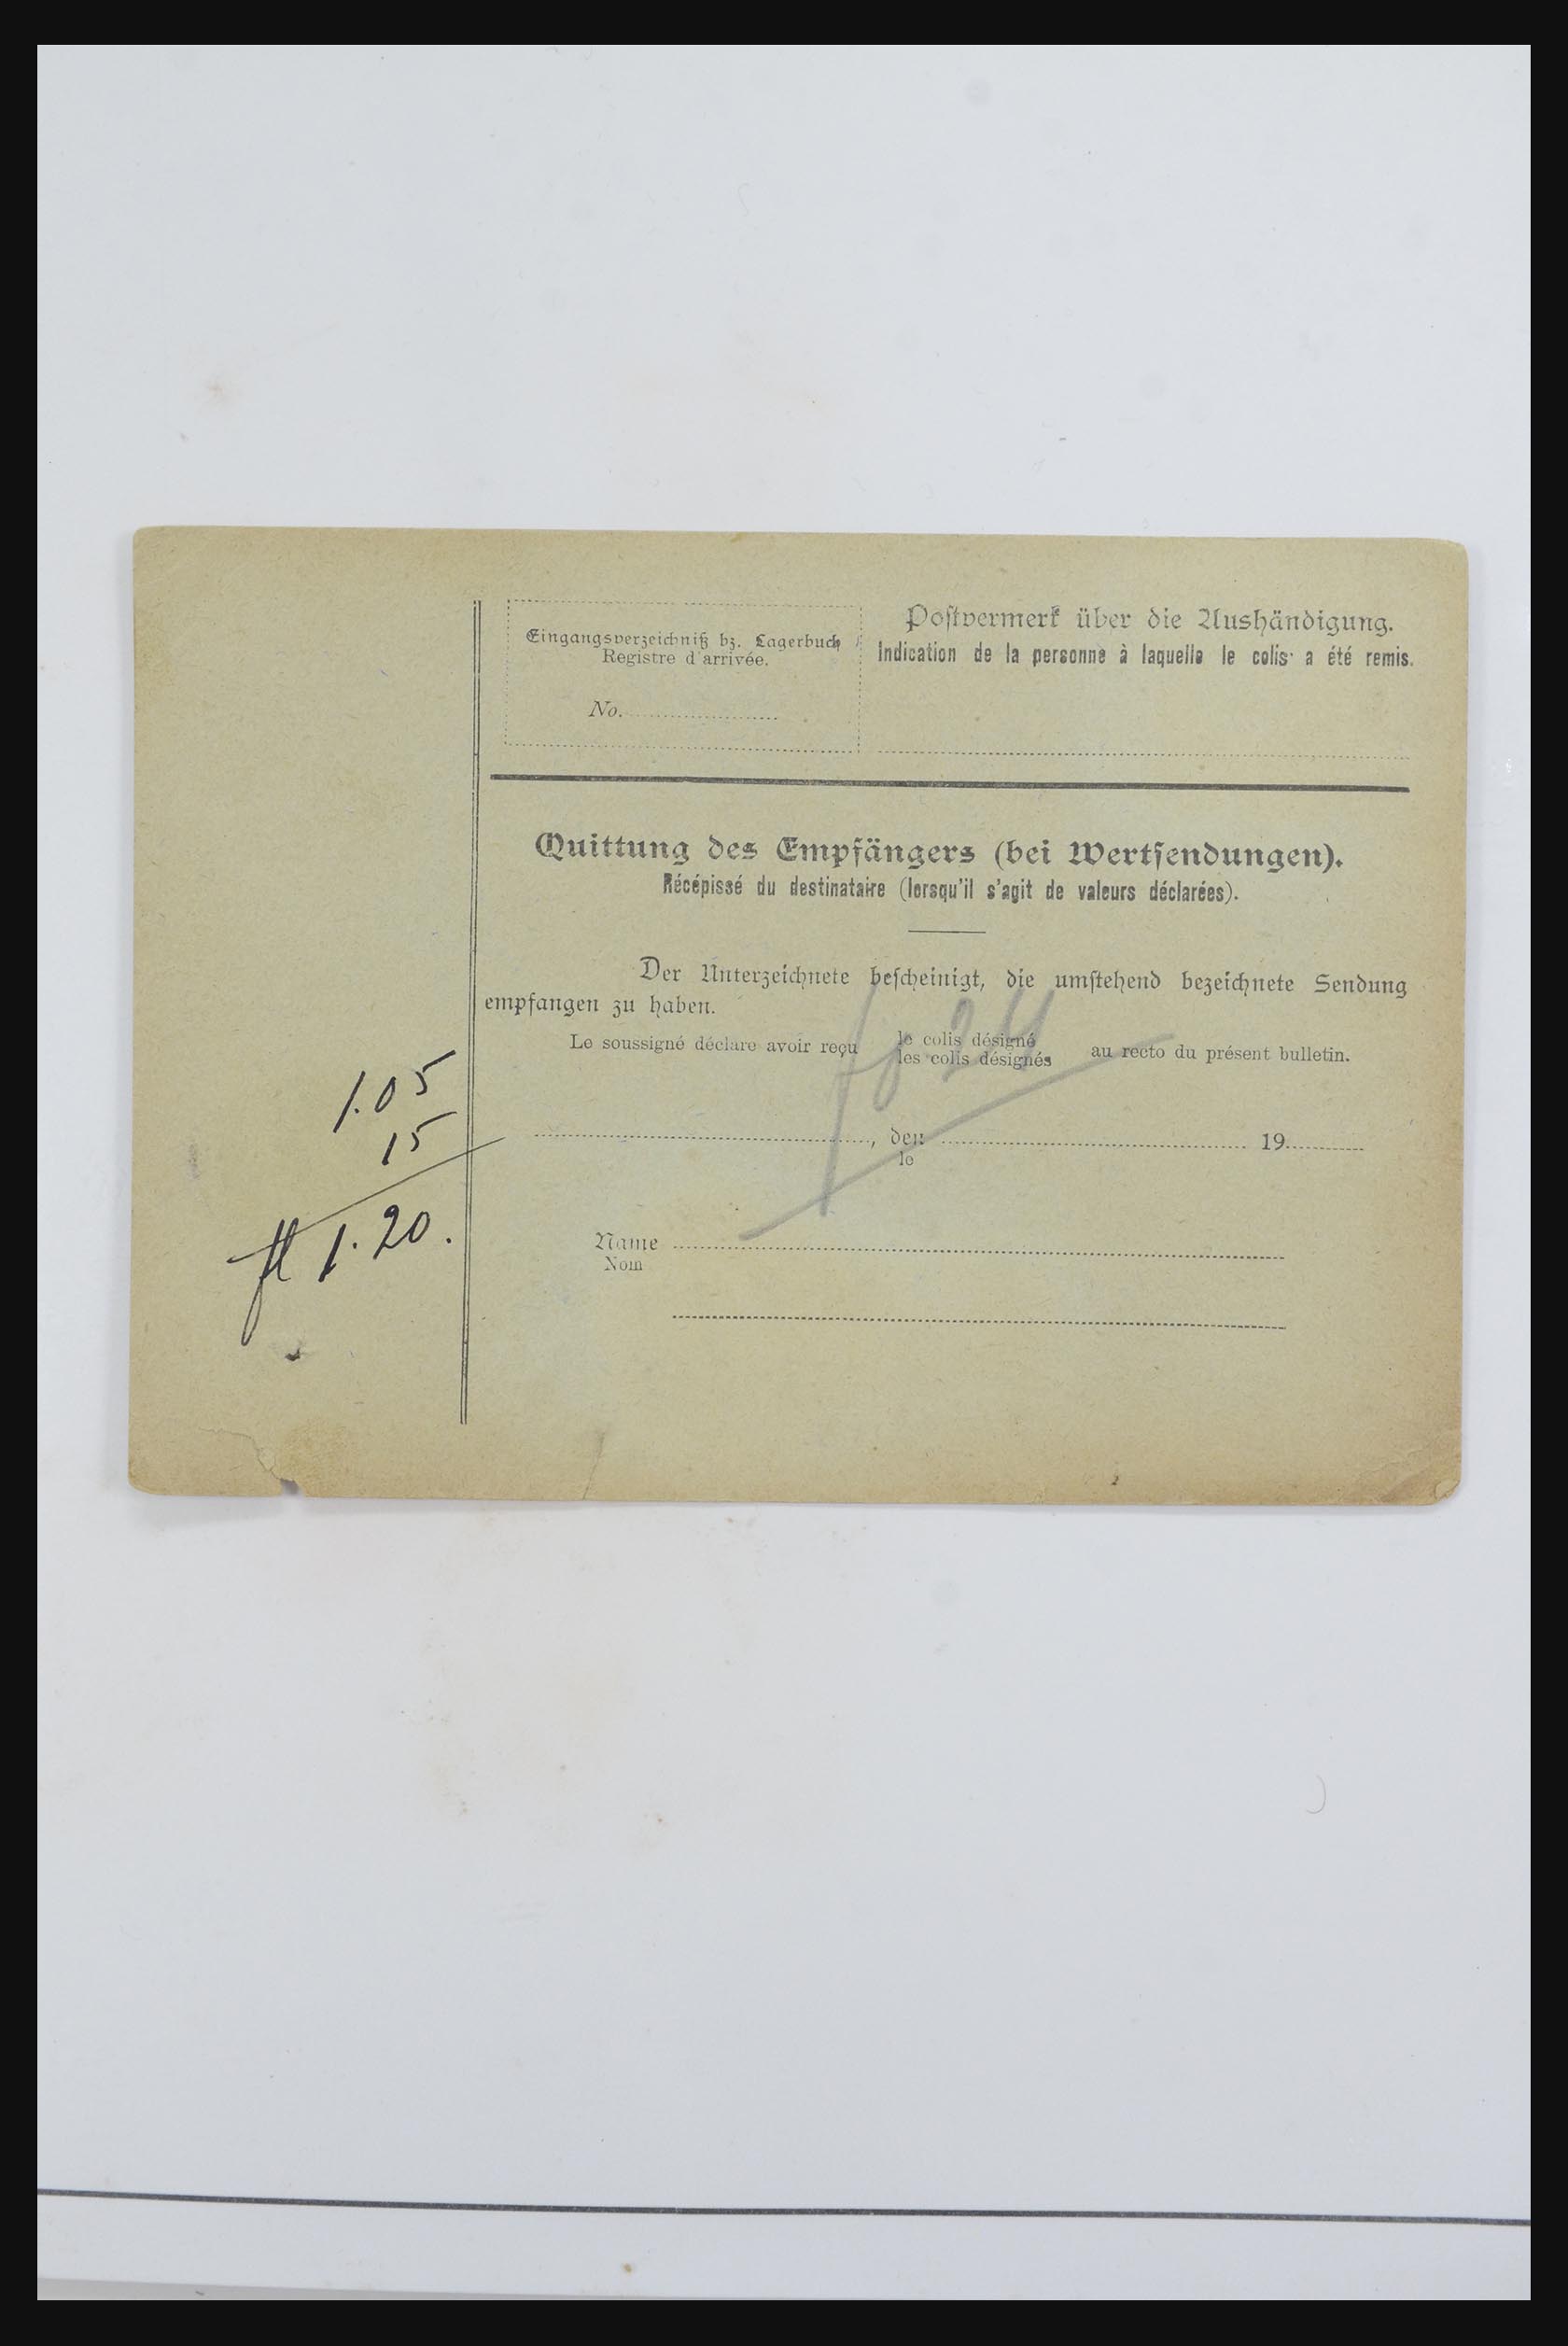 Eingangsverzeichniß bz. Lagerbuch
Registre d'arrivée.
No.
Postvermerk über die Aushändigung.
Indication de la personne à laquelle le colis a été remis.
Quittung des Empfängers (bei Wertsendungen).
Récépissé du destinataire (lorsqu'il s'agit de valeurs déclarées).
Der Unterzeichnete bescheinigt, die umstehend bezeichnete Sendung
empfangen zu haben.
Le soussigné déclare avoir reçu le colis désigné
les colis désignés au recto du présent bulletin.
, den 19
le
Name
Nom
1.05
15
fl 1.20.